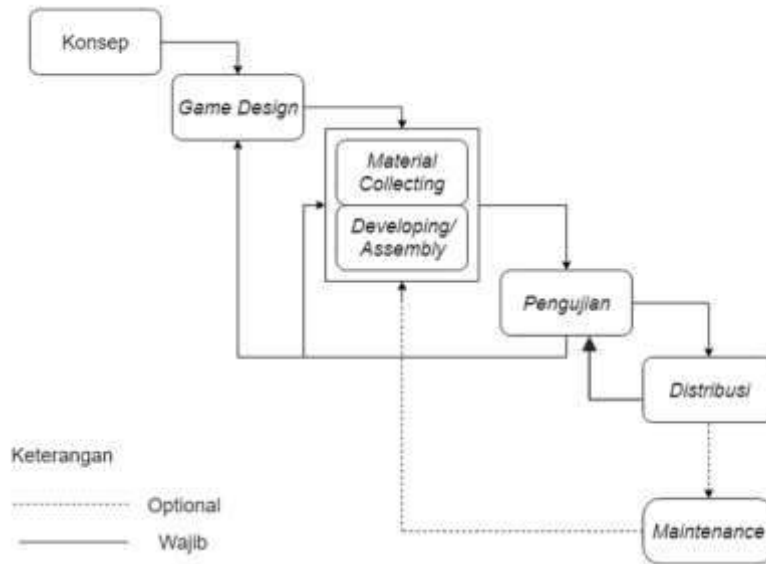 Konsep
Game Design
Material
Collecting
Developing/
Assembly
Pengujian
Distribusi
Maintenance
Keterangan
Optional
Wajib